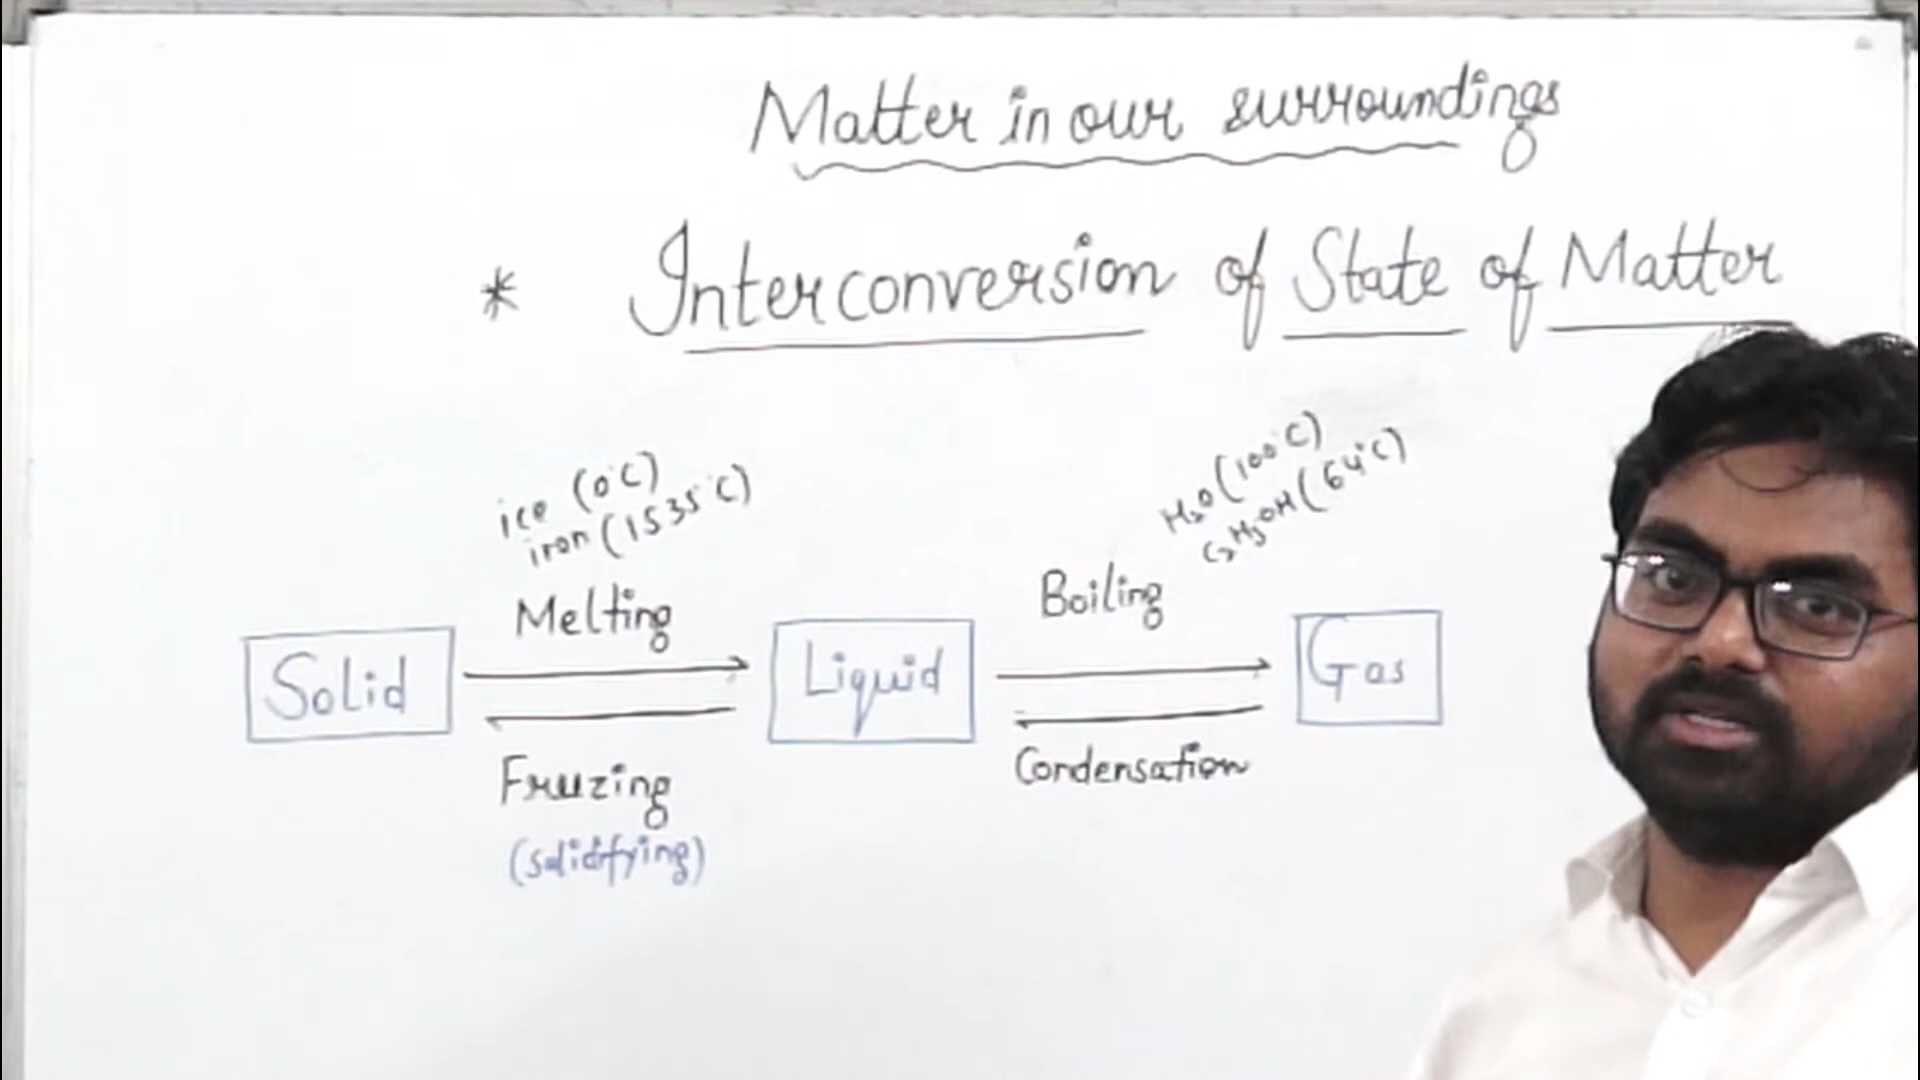 Matter in our surroundings
* Interconversion of State of Matter
ice (0°C)
iron (1535°C)
H₂O (100°C)
C₂H₅OH (64°C)
Melting
Boiling
Solid
Liquid
Gas
Freezing
Condensation
(solidifying)